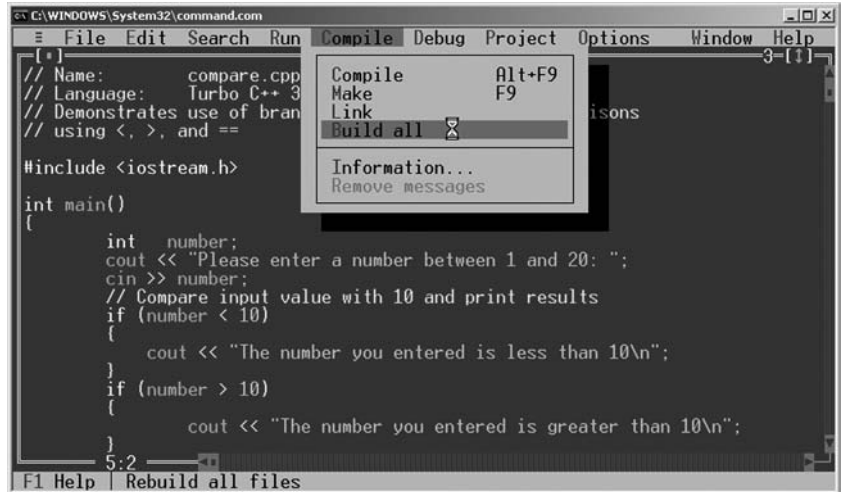 C:\WINDOWS\System32\command.com
≡ File Edit Search Run Compile Debug Project Options Window Help
[▪] 3=[↕]
// Name: compare.cpp
// Language: Turbo C++ 3
// Demonstrates use of bran isons
// using <, >, and ==
Compile Alt+F9
Make F9
Link
Build all
Information...
Remove messages
#include <iostream.h>
int main()
{
int number;
cout << "Please enter a number between 1 and 20: ";
cin >> number;
// Compare input value with 10 and print results
if (number < 10)
{
cout << "The number you entered is less than 10\n";
}
if (number > 10)
{
cout << "The number you entered is greater than 10\n";
}
5:2
F1 Help | Rebuild all files